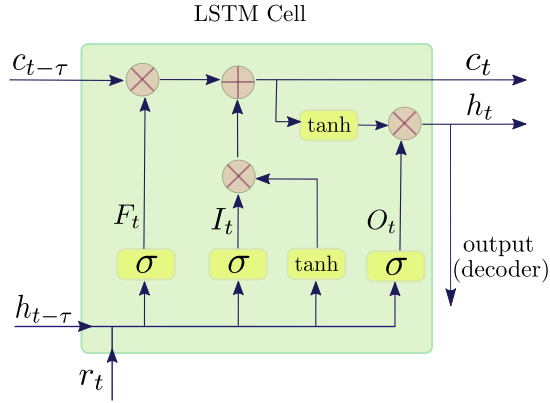 LSTM Cell
c_{t-τ}
c_t
h_t
tanh
F_t
I_t
O_t
output
(decoder)
σ
σ
tanh
σ
h_{t-τ}
r_t